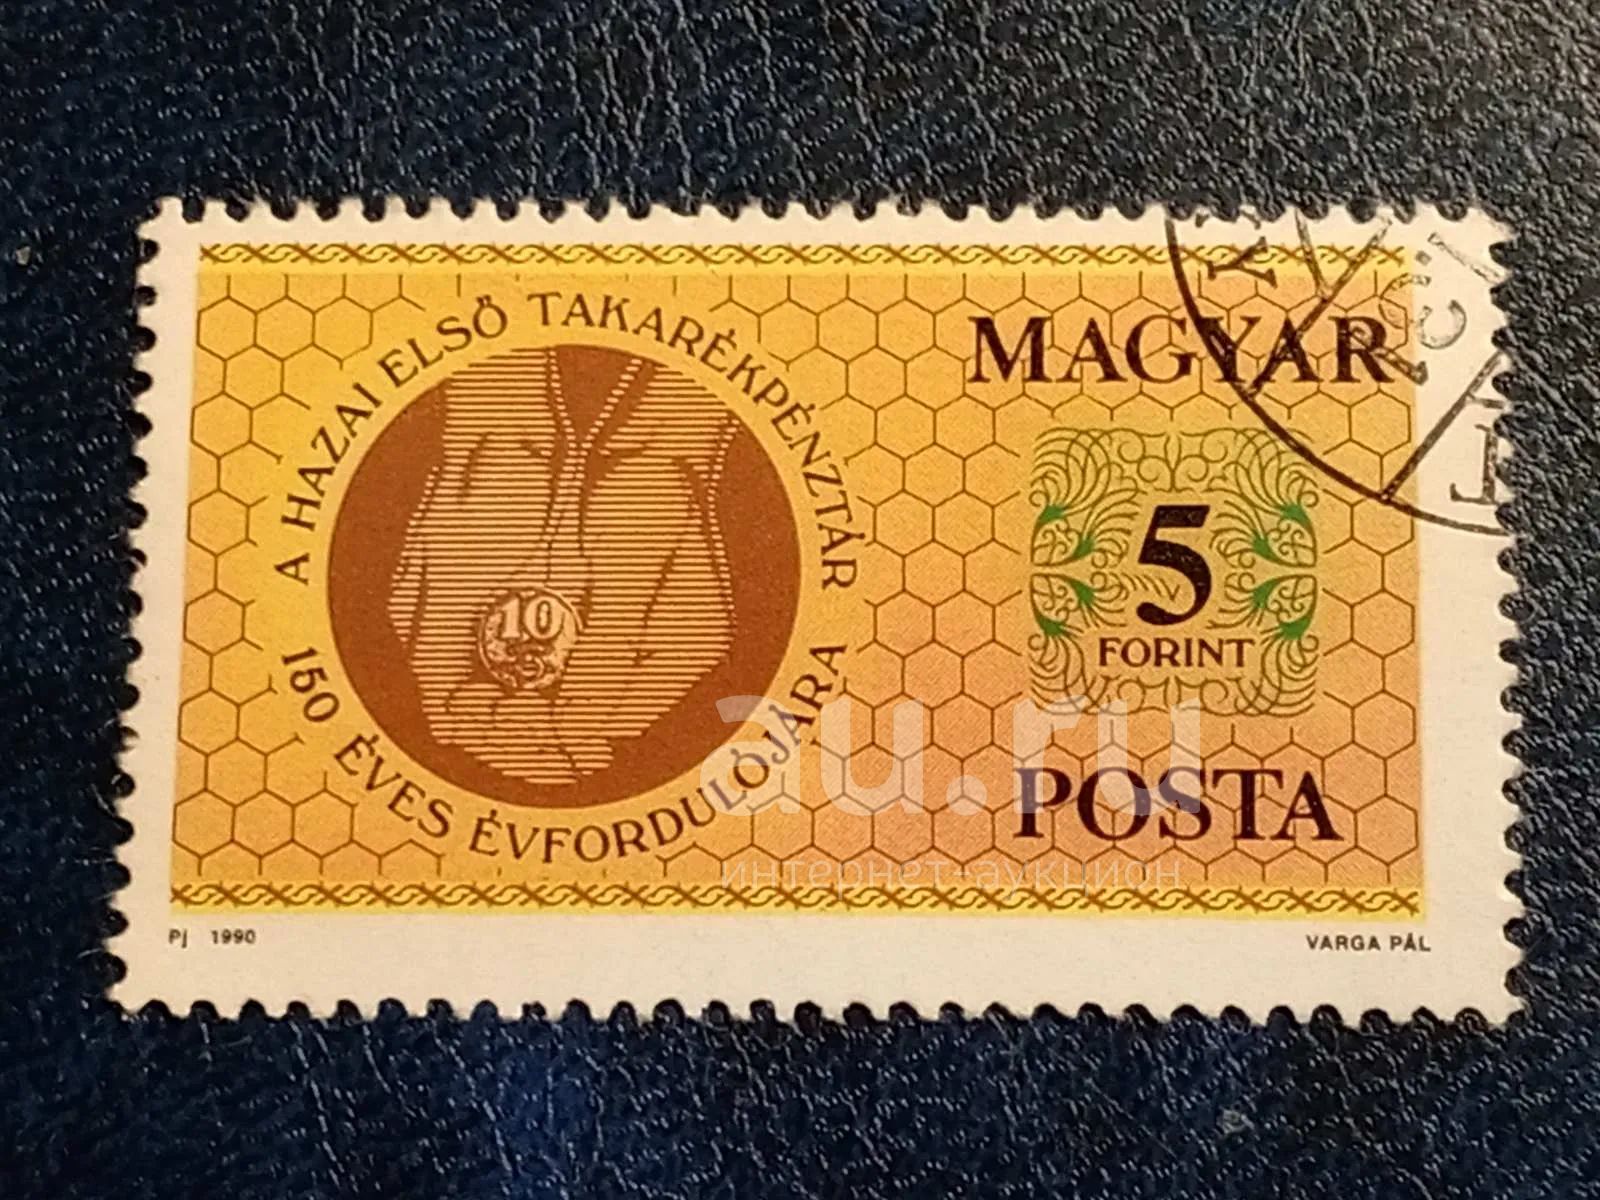 A HAZAI ELSŐ TAKARÉKPÉNZTÁR
150 ÉVES ÉVFORDULÓJÁRA
10
MAGYAR
5
FORINT
POSTA
au.ru
интернет-аукцион
Pj 1990
VARGA PÁL